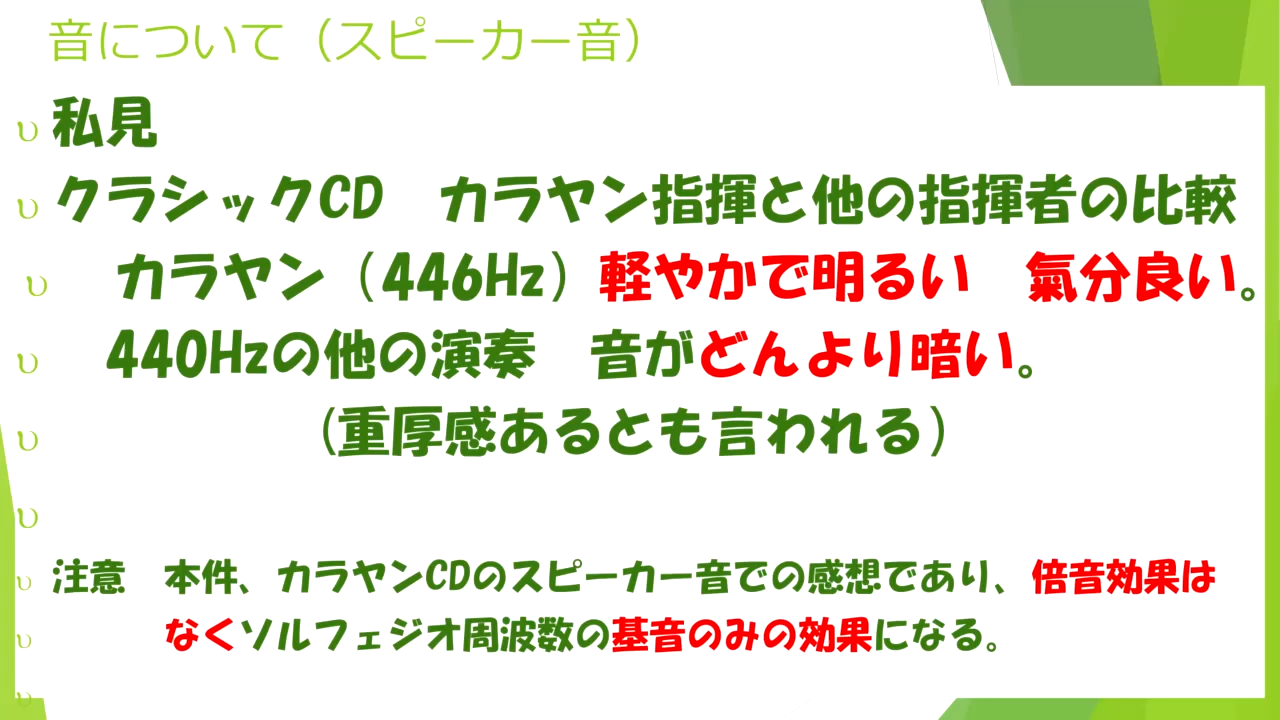 音について（スピーカー音）
υ 私見
υ クラシックCD　カラヤン指揮と他の指揮者の比較
υ カラヤン（446Hz）軽やかで明るい　氣分良い。
υ 440Hzの他の演奏　音がどんより暗い。
υ （重厚感あるとも言われる）
υ
υ 注意　本件、カラヤンCDのスピーカー音での感想であり、倍音効果は
υ なくソルフェジオ周波数の基音のみの効果になる。
υ